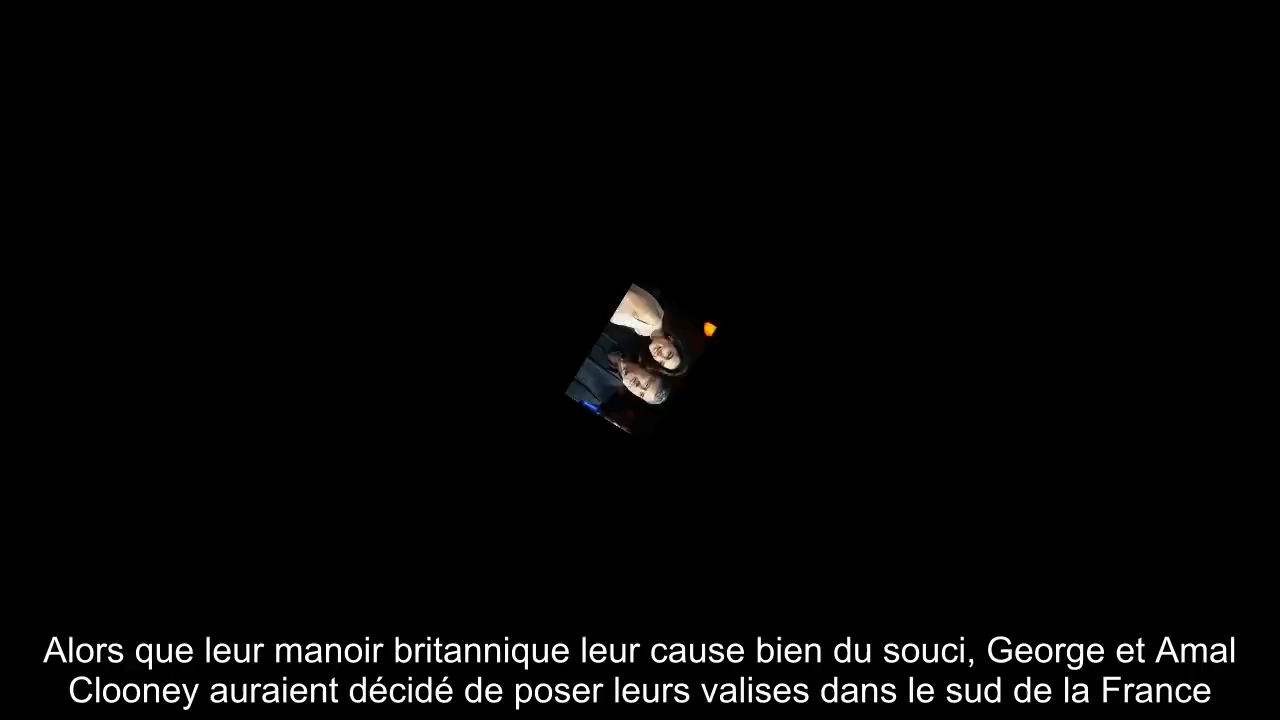 Alors que leur manoir britannique leur cause bien du souci, George et Amal
Clooney auraient décidé de poser leurs valises dans le sud de la France